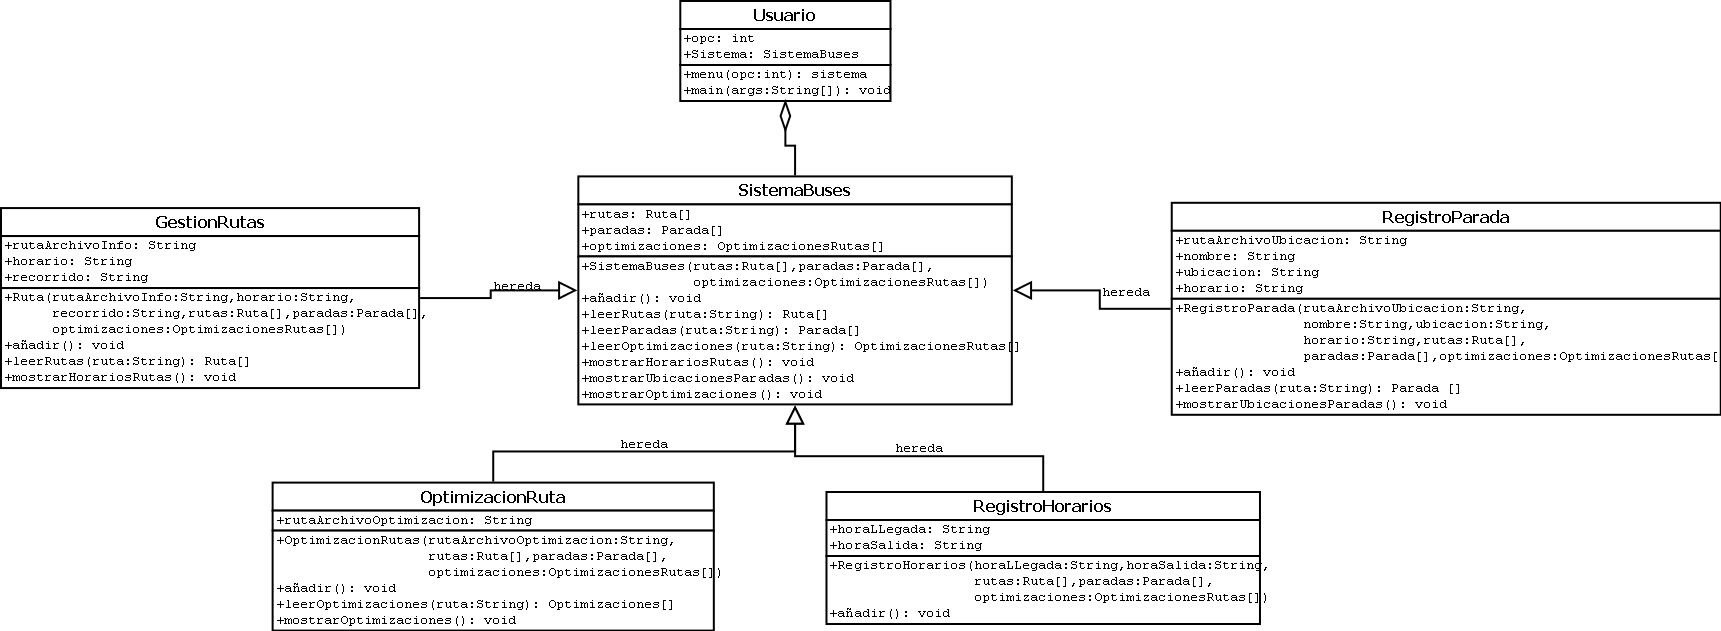 Usuario
+opc: int
+Sistema: SistemaBuses
+menu(opc:int): sistema
+main(args:String[]): void
SistemaBuses
+rutas: Ruta[]
+paradas: Parada[]
+optimizaciones: OptimizacionesRutas[]
+SistemaBuses(rutas:Ruta[],paradas:Parada[],
optimizaciones:OptimizacionesRutas[])
+añadir(): void
+leerRutas(ruta:String): Ruta[]
+leerParadas(ruta:String): Parada[]
+leerOptimizaciones(ruta:String): OptimizacionesRutas[]
+mostrarHorariosRutas(): void
+mostrarUbicacionesParadas(): void
+mostrarOptimizaciones(): void
GestionRutas
+rutaArchivoInfo: String
+horario: String
+recorrido: String
+Ruta(rutaArchivoInfo:String,horario:String,
recorrido:String,rutas:Ruta[],paradas:Parada[],
optimizaciones:OptimizacionesRutas[])
+añadir(): void
+leerRutas(ruta:String): Ruta[]
+mostrarHorariosRutas(): void
hereda
RegistroParada
+rutaArchivoUbicacion: String
+nombre: String
+ubicacion: String
+horario: String
+RegistroParada(rutaArchivoUbicacion:String,
nombre:String,ubicacion:String,
horario:String,rutas:Ruta[],
paradas:Parada[],optimizaciones:OptimizacionesRutas[
+añadir(): void
+leerParadas(ruta:String): Parada []
+mostrarUbicacionesParadas(): void
hereda
hereda
hereda
OptimizacionRuta
+rutaArchivoOptimizacion: String
+OptimizacionRutas(rutaArchivoOptimizacion:String,
rutas:Ruta[],paradas:Parada[],
optimizaciones:OptimizacionesRutas[])
+añadir(): void
+leerOptimizaciones(ruta:String): Optimizaciones[]
+mostrarOptimizaciones(): void
RegistroHorarios
+horaLLegada: String
+horaSalida: String
+RegistroHorarios(horaLLegada:String,horaSalida:String,
rutas:Ruta[],paradas:Parada[],
optimizaciones:OptimizacionesRutas[])
+añadir(): void